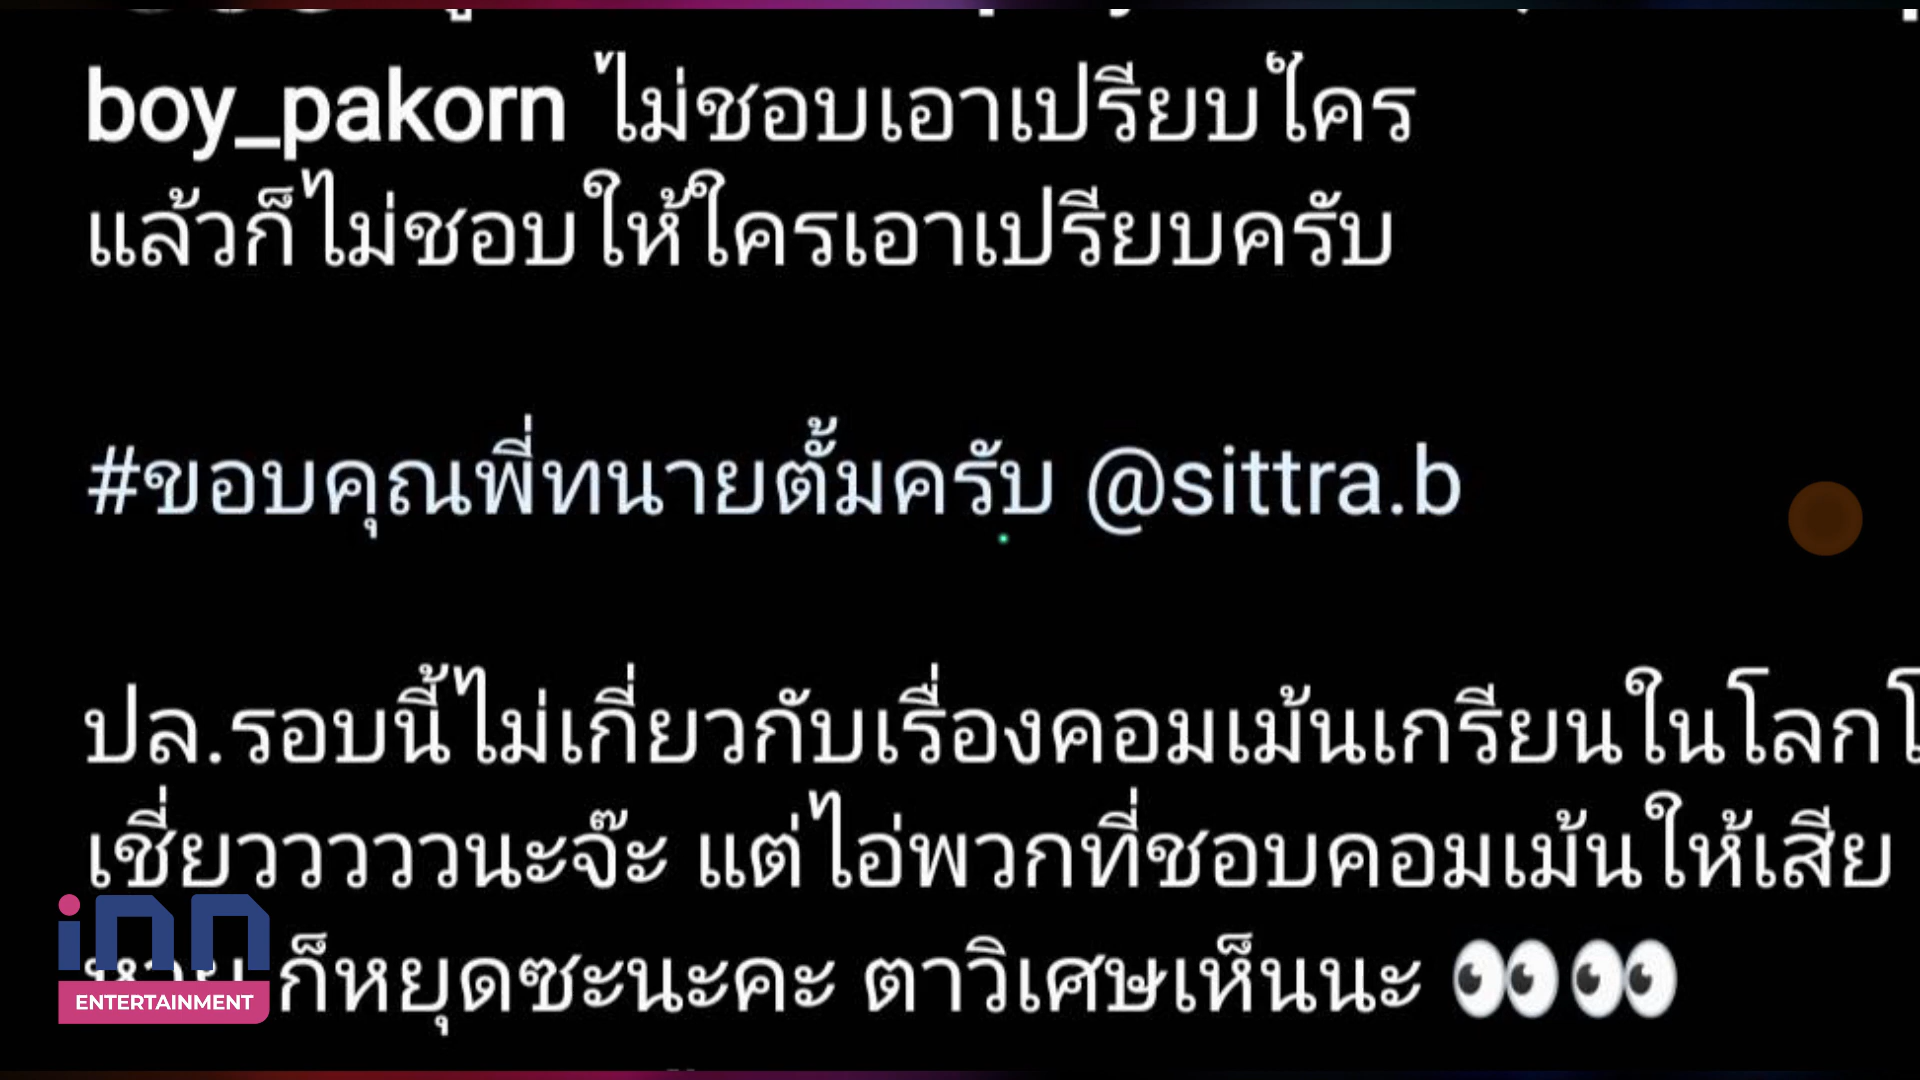 boy_pakorn ไม่ชอบเอาเปรียบใคร
แล้วก็ไม่ชอบให้ใครเอาเปรียบครับ
#ขอบคุณพี่ทนายตั้มครับ @sittra.b
ปล.รอบนี้ไม่เกี่ยวกับเรื่องคอมเม้นเกรียนในโลกโ
เชี่ยวววววนะจ๊ะ แต่ไอ่พวกที่ชอบคอมเม้นให้เสีย
ก็หยุดซะนะคะ ตาวิเศษเห็นนะ 👀👀
inn
ENTERTAINMENT